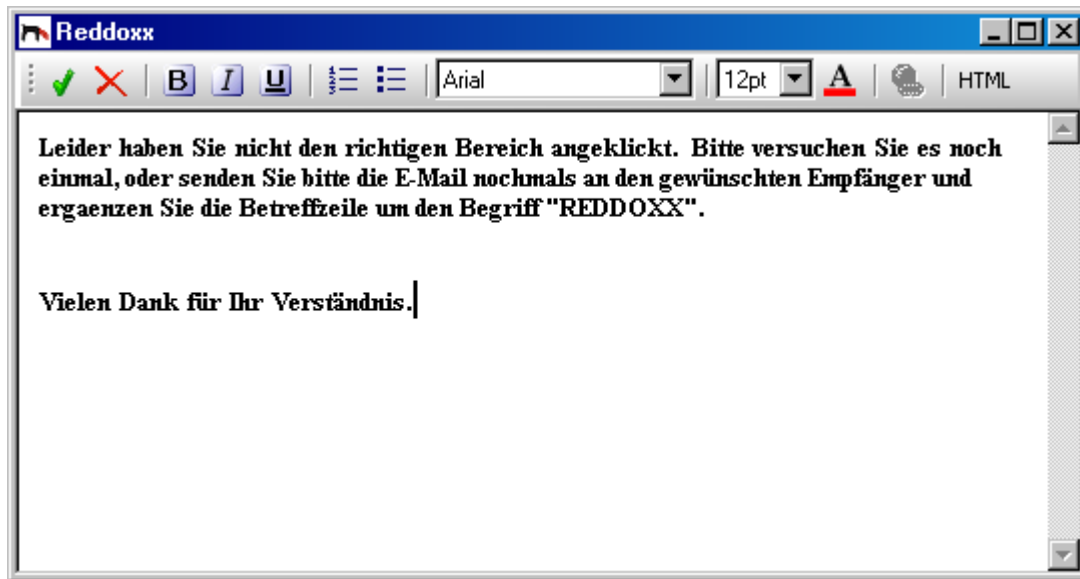 Reddoxx
B I U Arial 12pt A HTML
Leider haben Sie nicht den richtigen Bereich angeklickt.  Bitte versuchen Sie es noch
einmal, oder senden Sie bitte die E-Mail nochmals an den gewünschten Empfänger und
ergaenzen Sie die Betreffzeile um den Begriff "REDDOXX".
Vielen Dank für Ihr Verständnis.